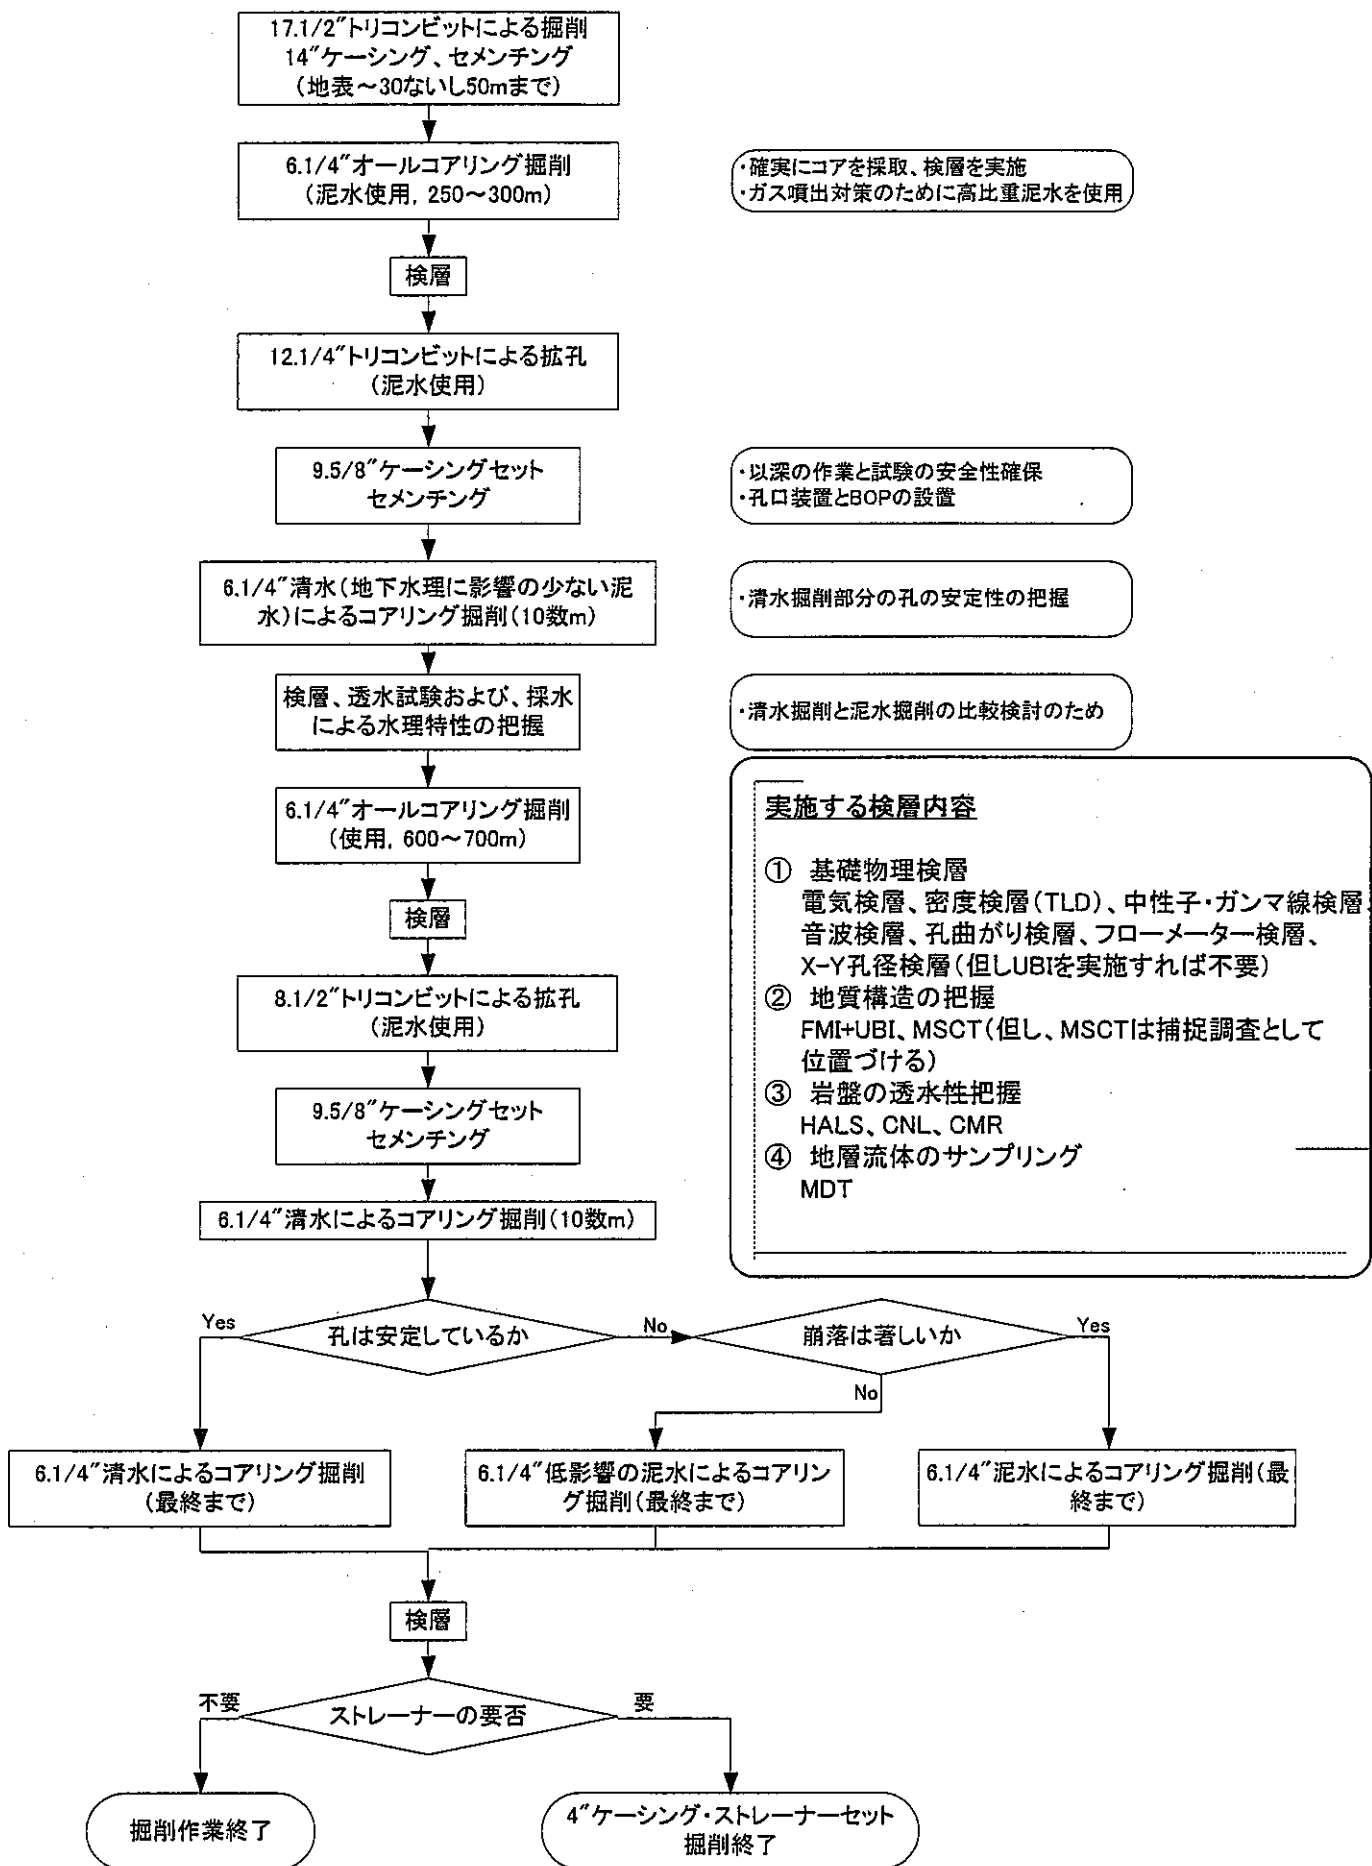 17.1/2"トリコンビットによる掘削
14"ケーシング、セメンチング
（地表～30ないし50mまで）
6.1/4"オールコアリング掘削
（泥水使用, 250～300m）
・確実にコアを採取、検層を実施
・ガス噴出対策のために高比重泥水を使用
検層
12.1/4"トリコンビットによる拡孔
（泥水使用）
9.5/8"ケーシングセット
セメンチング
・以深の作業と試験の安全性確保
・孔口装置とBOPの設置
6.1/4"清水（地下水理に影響の少ない泥
水）によるコアリング掘削（10数m）
・清水掘削部分の孔の安定性の把握
検層、透水試験および、採水
による水理特性の把握
・清水掘削と泥水掘削の比較検討のため
6.1/4"オールコアリング掘削
（使用, 600～700m）
検層
8.1/2"トリコンビットによる拡孔
（泥水使用）
9.5/8"ケーシングセット
セメンチング
6.1/4"清水によるコアリング掘削（10数m）
実施する検層内容
① 基礎物理検層
電気検層、密度検層（TLD）、中性子・ガンマ線検層、
音波検層、孔曲がり検層、フローメーター検層、
X-Y孔径検層（但しUBIを実施すれば不要）
② 地質構造の把握
FMI+UBI、MSCT（但し、MSCTは捕捉調査として
位置づける）
③ 岩盤の透水性把握
HALS、CNL、CMR
④ 地層流体のサンプリング
MDT
Yes
孔は安定しているか
No
崩落は著しいか
Yes
No
6.1/4"清水によるコアリング掘削
（最終まで）
6.1/4"低影響の泥水によるコアリン
グ掘削（最終まで）
6.1/4"泥水によるコアリング掘削（最
終まで）
検層
不要
ストレーナーの要否
要
掘削作業終了
4"ケーシング・ストレーナーセット
掘削終了